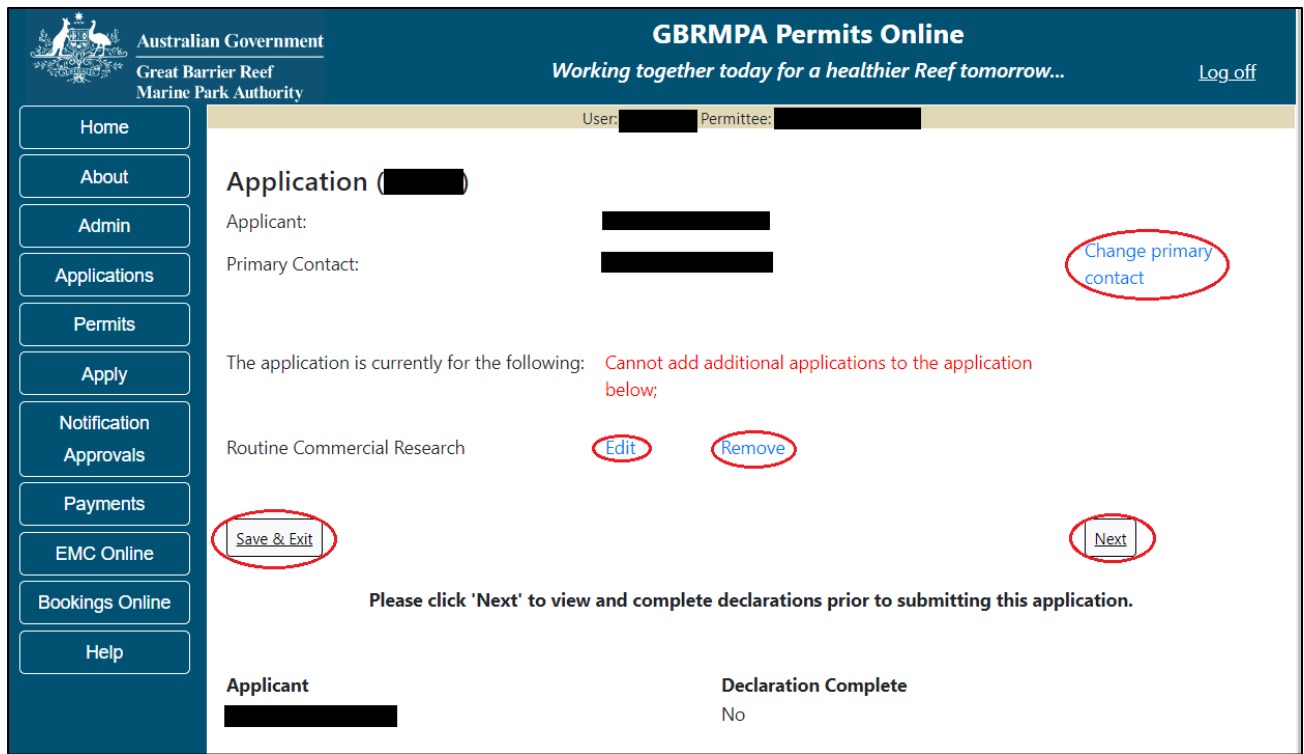 Australian Government
Great Barrier Reef
Marine Park Authority
GBRMPA Permits Online
Working together today for a healthier Reef tomorrow...
Log off
User: Permittee:
Home
About
Admin
Applications
Permits
Apply
Notification
Approvals
Payments
EMC Online
Bookings Online
Help
Application ( )
Applicant:
Primary Contact:
Change primary
contact
The application is currently for the following: Cannot add additional applications to the application
below;
Routine Commercial Research Edit Remove
Save & Exit Next
Please click 'Next' to view and complete declarations prior to submitting this application.
Applicant Declaration Complete
No